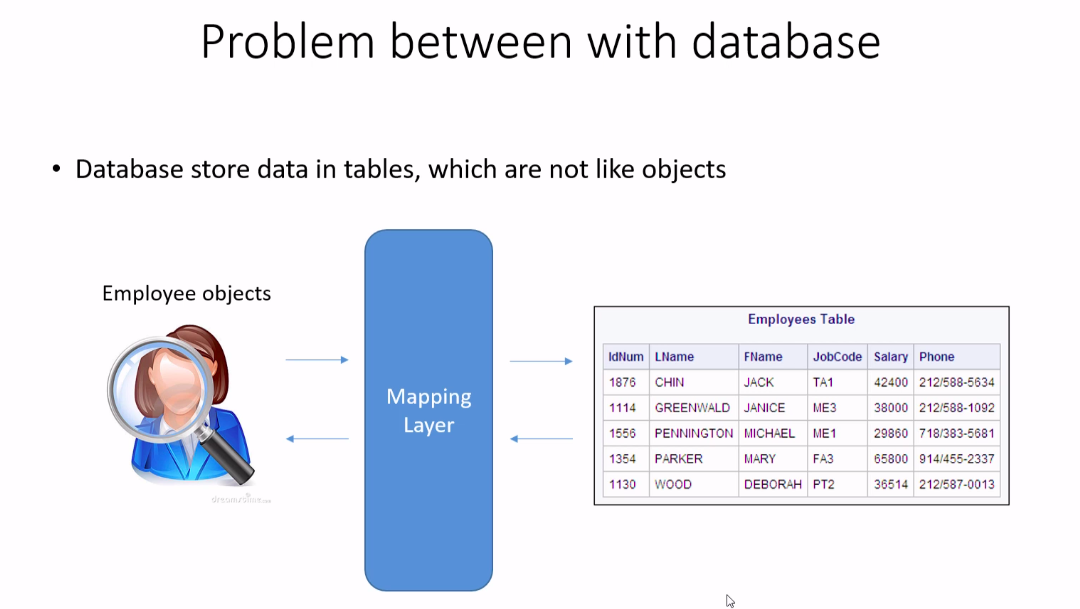 Problem between with database
• Database store data in tables, which are not like objects
Employee objects
dreamstime.com
Mapping
Layer
Employees Table
IdNum LName FName JobCode Salary Phone
1876 CHIN JACK TA1 42400 212/588-5634
1114 GREENWALD JANICE ME3 38000 212/588-1092
1556 PENNINGTON MICHAEL ME1 29860 718/383-5681
1354 PARKER MARY FA3 65800 914/455-2337
1130 WOOD DEBORAH PT2 36514 212/587-0013